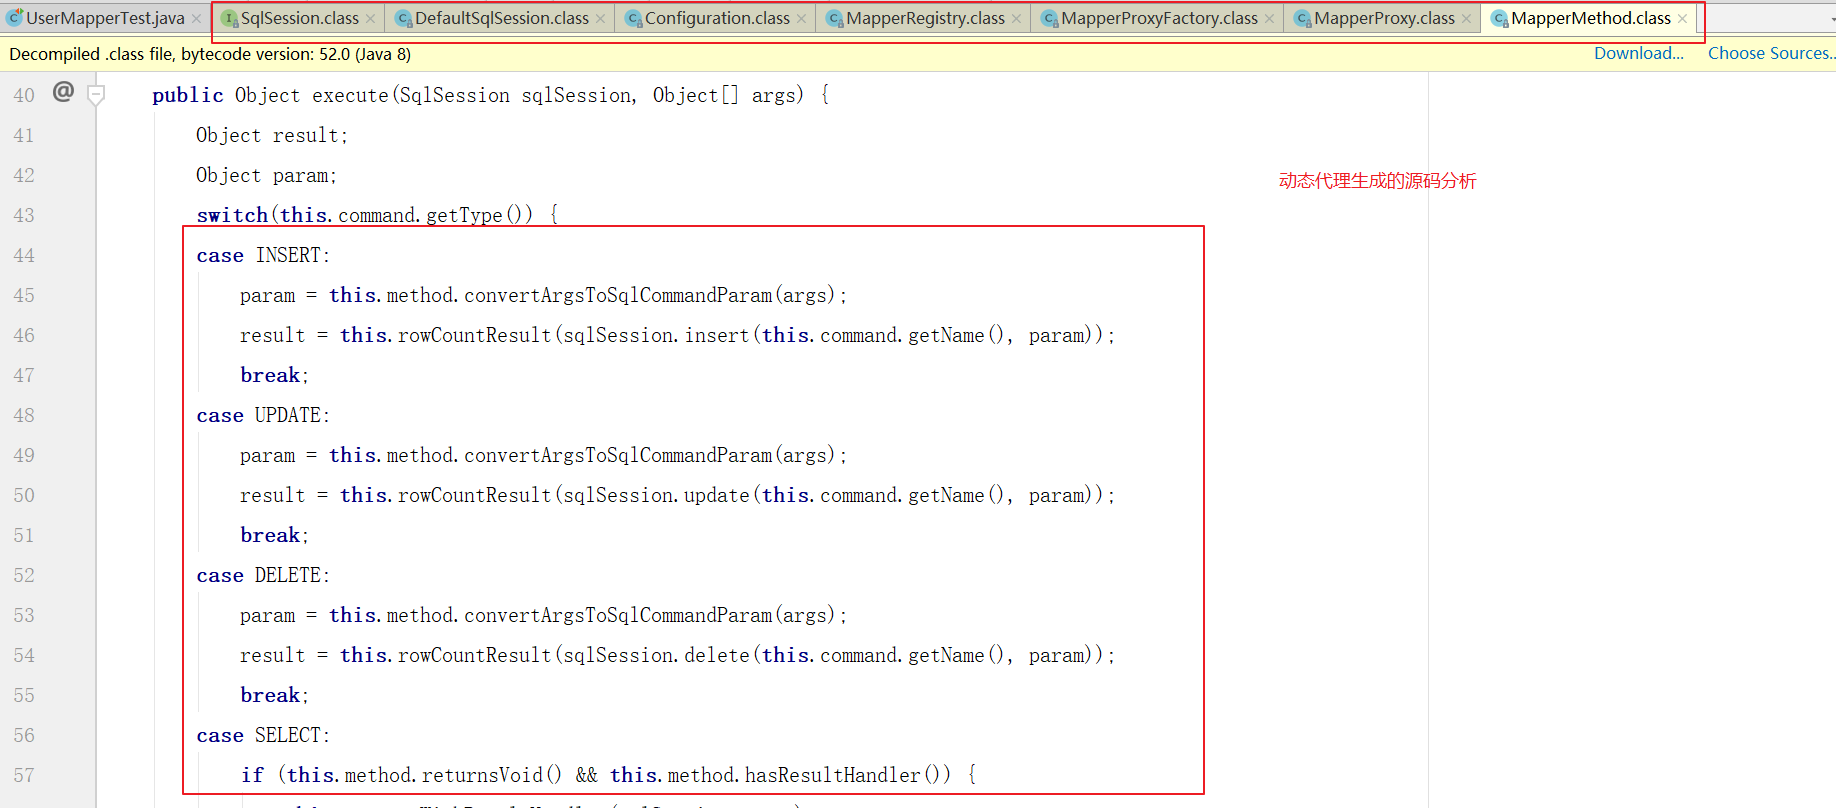 UserMapperTest.java SqlSession.class DefaultSqlSession.class Configuration.class MapperRegistry.class MapperProxyFactory.class MapperProxy.class MapperMethod.class
Decompiled .class file, bytecode version: 52.0 (Java 8) Download... Choose Sources..
40 @ public Object execute(SqlSession sqlSession, Object[] args) {
41 Object result;
42 Object param;
动态代理生成的源码分析
43 switch(this.command.getType()) {
44 case INSERT:
45 param = this.method.convertArgsToSqlCommandParam(args);
46 result = this.rowCountResult(sqlSession.insert(this.command.getName(), param));
47 break;
48 case UPDATE:
49 param = this.method.convertArgsToSqlCommandParam(args);
50 result = this.rowCountResult(sqlSession.update(this.command.getName(), param));
51 break;
52 case DELETE:
53 param = this.method.convertArgsToSqlCommandParam(args);
54 result = this.rowCountResult(sqlSession.delete(this.command.getName(), param));
55 break;
56 case SELECT:
57 if (this.method.returnsVoid() && this.method.hasResultHandler()) {